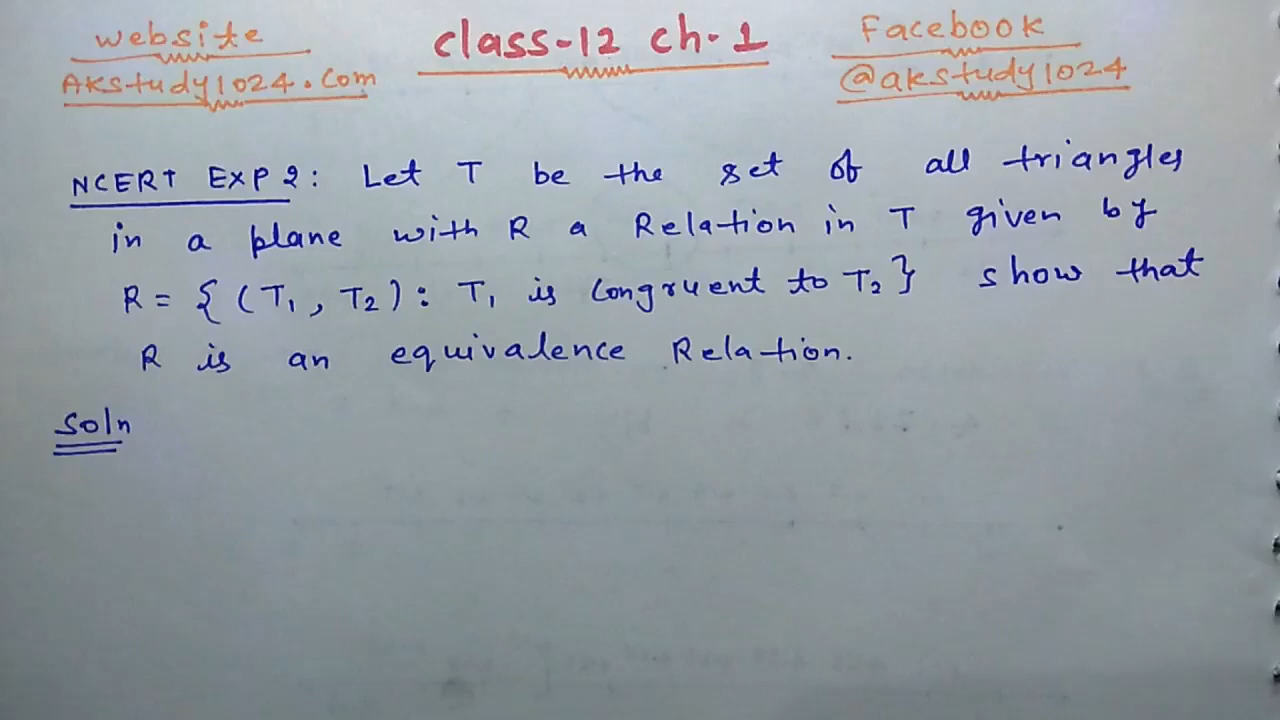 website
AKstudy1024.Com
class-12 ch-1
Facebook
@akstudy1024
NCERT EXP 2: Let T be the set of all triangles
in a plane with R a Relation in T given by
R = { (T₁, T₂): T₁ is congruent to T₂} show that
R is an equivalence Relation.
Soln